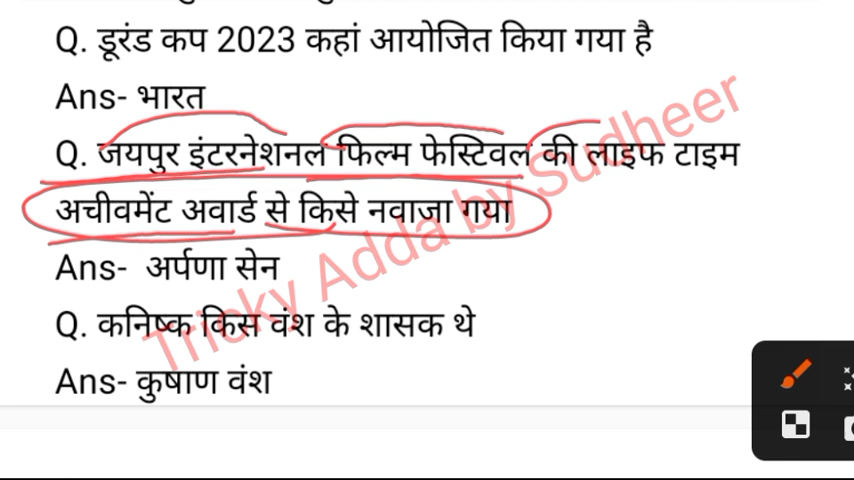 Q. डूरंड कप 2023 कहां आयोजित किया गया है
Ans- भारत
Q. जयपुर इंटरनेशनल फिल्म फेस्टिवल की लाइफ टाइम
अचीवमेंट अवार्ड से किसे नवाजा गया
Ans- अर्पणा सेन
Q. कनिष्क किस वंश के शासक थे
Ans- कुषाण वंश
Tricky Adda by Sudheer